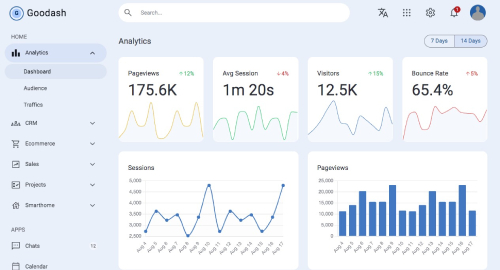 Goodash
Search...
1
HOME
Analytics
Dashboard
Audience
Traffics
CRM
Ecommerce
Sales
Projects
Smarthome
APPS
Chats
12
Calendar
Analytics
7 Days
14 Days
Pageviews
12%
175.6K
Avg Session
4%
1m 20s
Visitors
15%
12.5K
Bounce Rate
5%
65.4%
Sessions
5,000
4,500
4,000
3,500
3,000
2,500
Aug 4
Aug 5
Aug 6
Aug 7
Aug 8
Aug 9
Aug 10
Aug 11
Aug 12
Aug 13
Aug 14
Aug 15
Aug 16
Aug 17
Pageviews
25,000
20,000
15,000
10,000
5,000
0
Aug 4
Aug 5
Aug 6
Aug 7
Aug 8
Aug 9
Aug 10
Aug 11
Aug 12
Aug 13
Aug 14
Aug 15
Aug 16
Aug 17